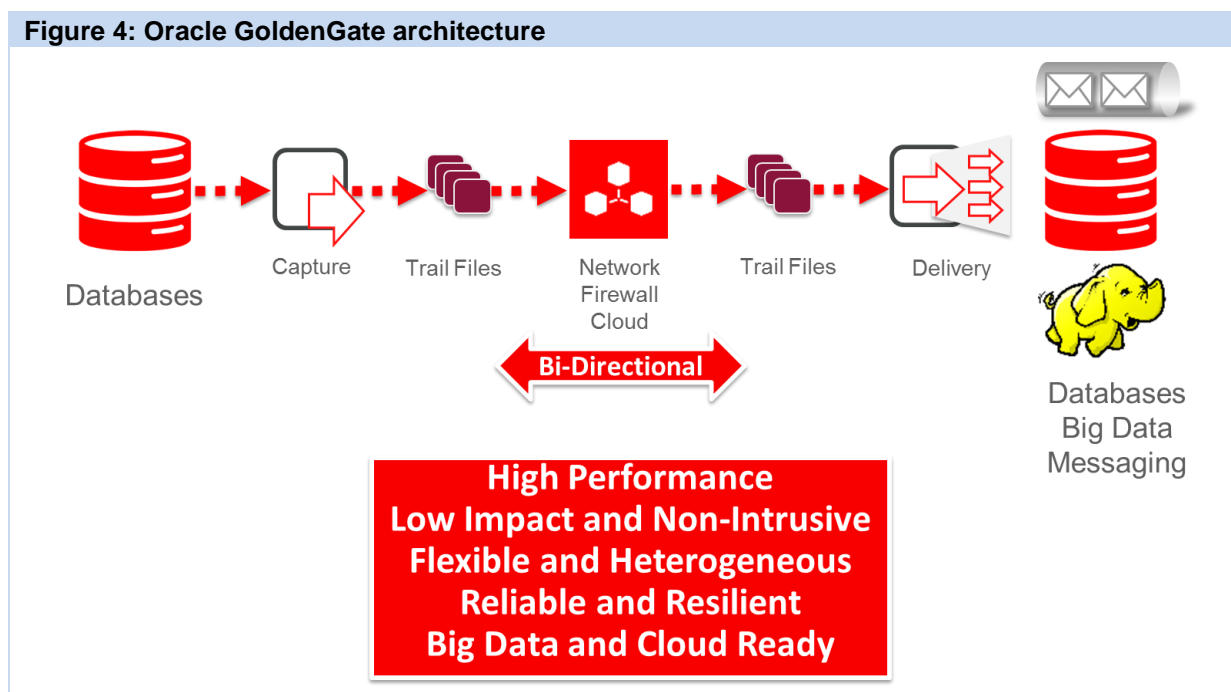 Figure 4: Oracle GoldenGate architecture
Databases
Capture
Trail Files
Network
Firewall
Cloud
Trail Files
Delivery
Bi-Directional
Databases
Big Data
Messaging
High Performance
Low Impact and Non-Intrusive
Flexible and Heterogeneous
Reliable and Resilient
Big Data and Cloud Ready